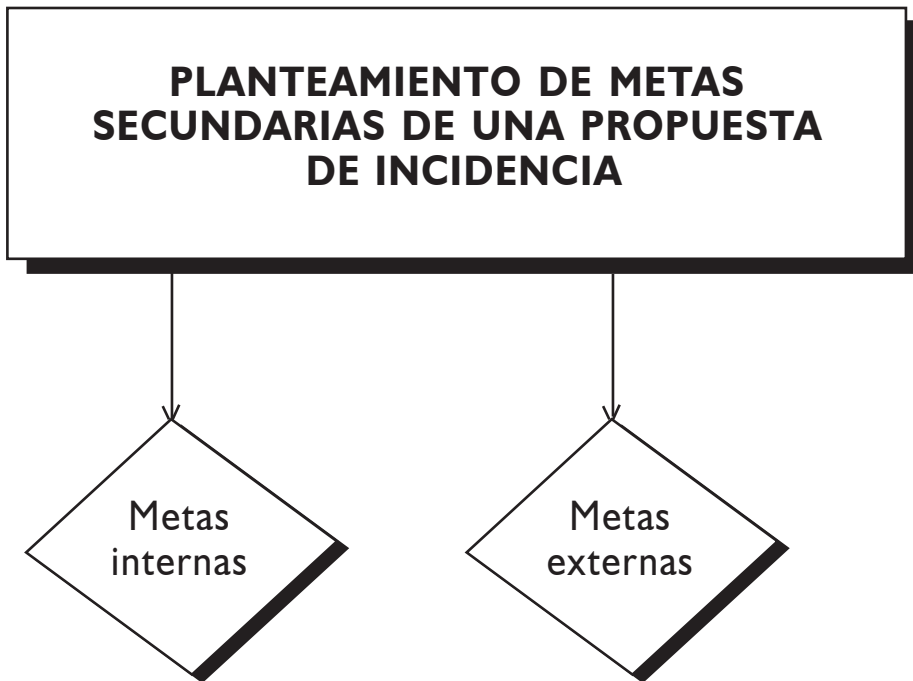 PLANTEAMIENTO DE METAS
SECUNDARIAS DE UNA PROPUESTA
DE INCIDENCIA
Metas
internas
Metas
externas